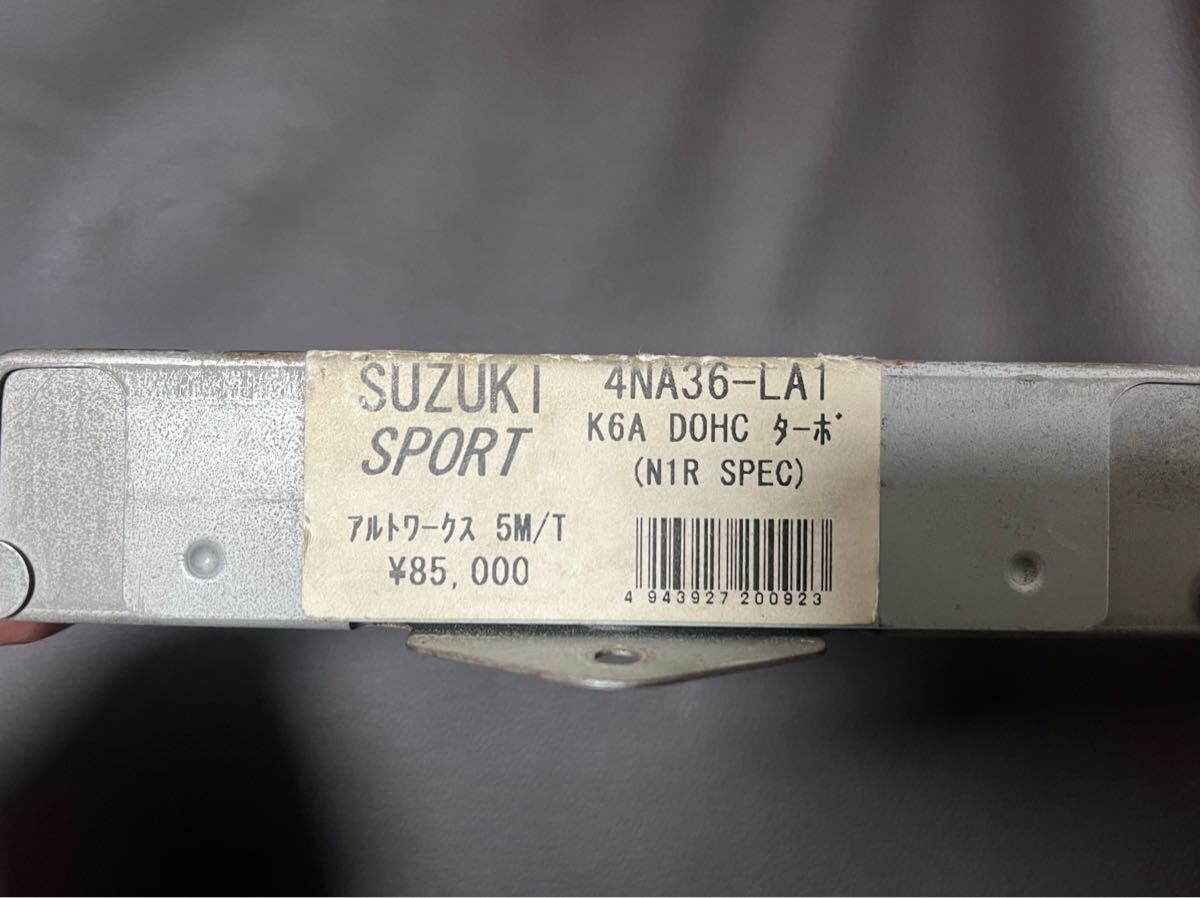 SUZUKI
SPORT
ｱﾙﾄﾜｰｸｽ 5M/T
¥85,000
4NA36-LA1
K6A DOHC ﾀｰﾎﾞ
(N1R SPEC)
4 943927 200923